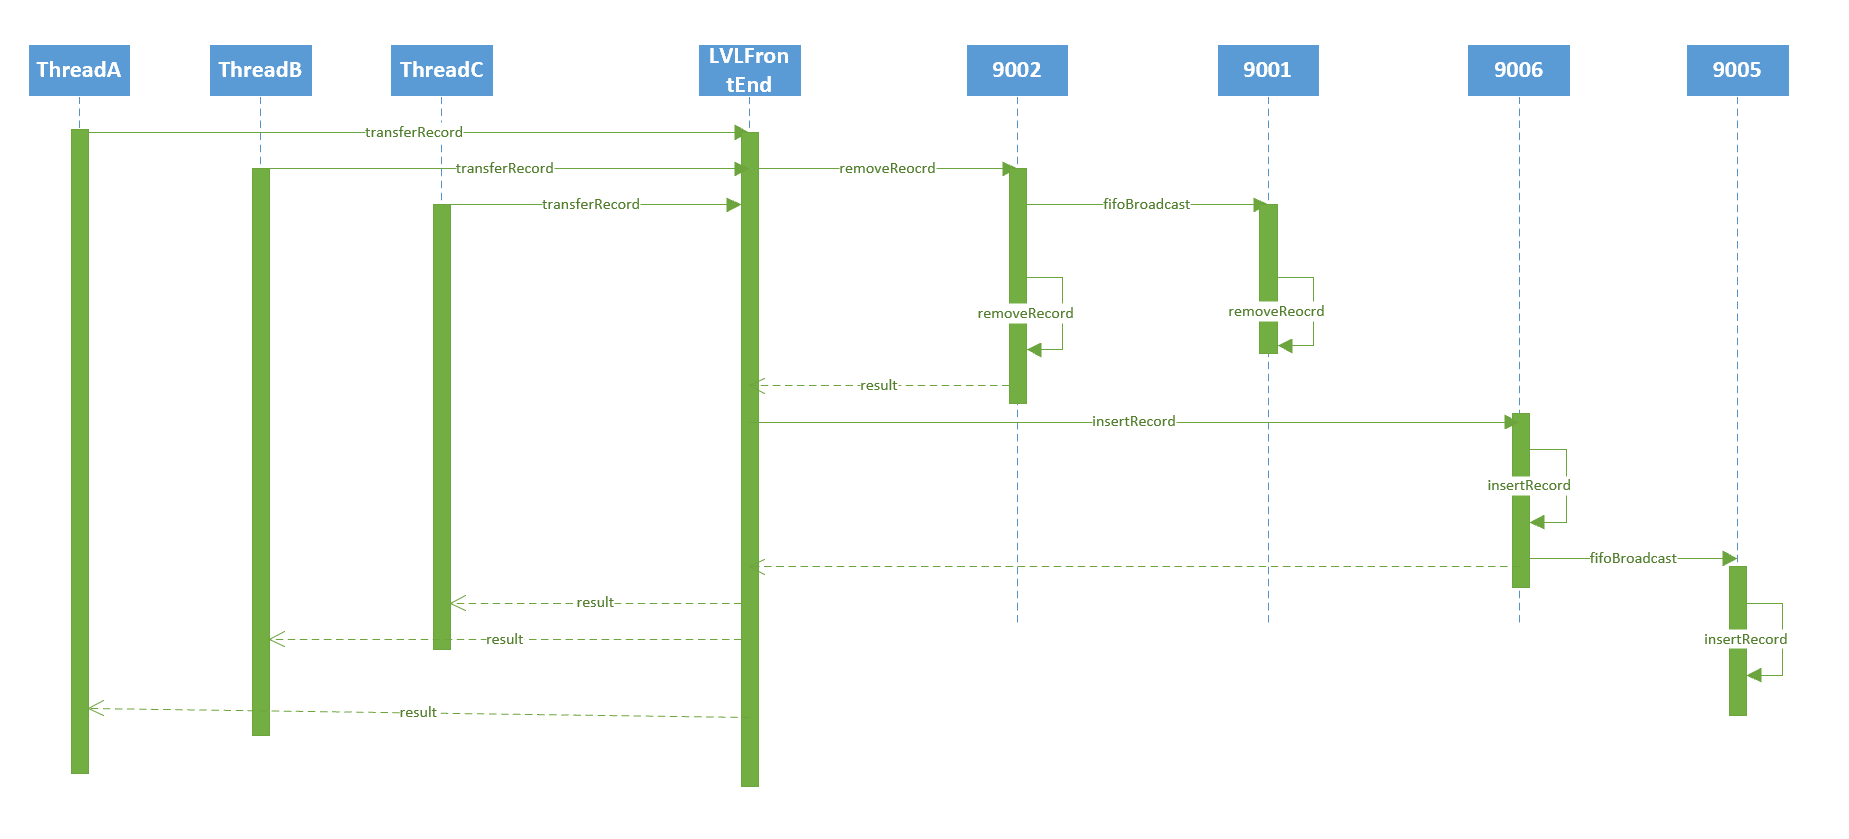 ThreadA
ThreadB
ThreadC
LVLFron
tEnd
9002
9001
9006
9005
transferRecord
transferRecord
removeReocrd
transferRecord
fifoBroadcast
removeRecord
removeReocrd
result
insertRecord
insertRecord
fifoBroadcast
result
result
insertRecord
result